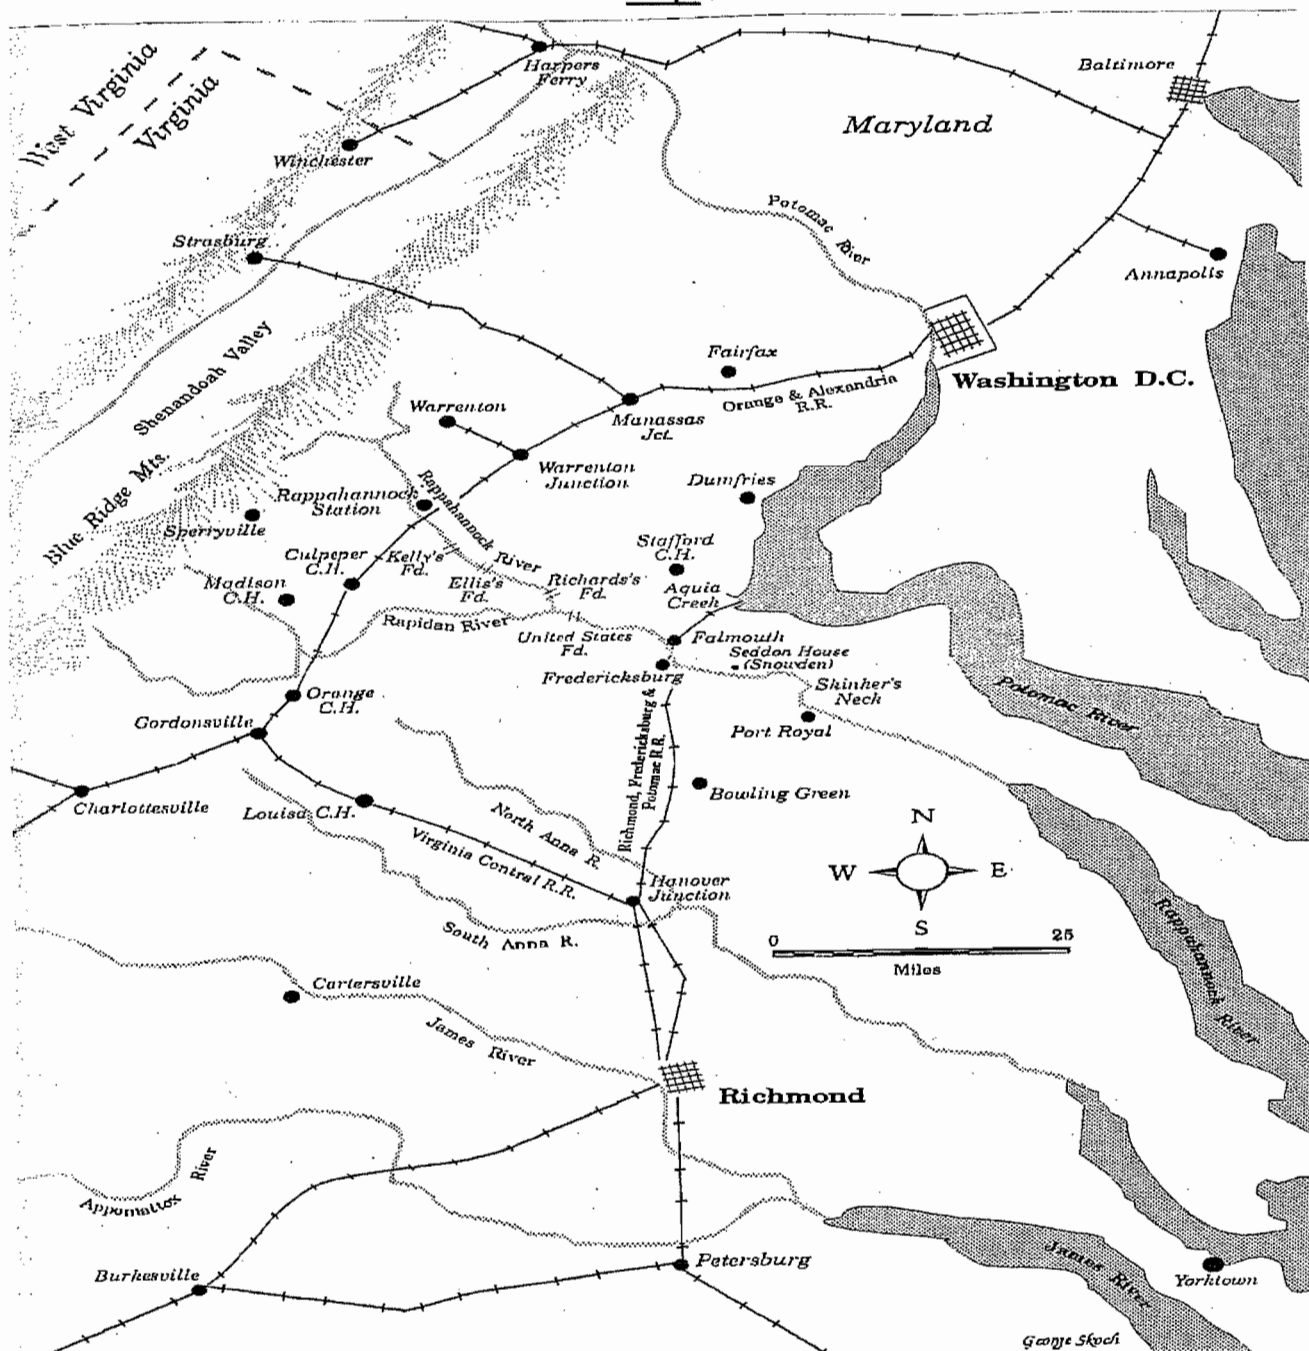 Harpers
Ferry
Baltimore
West Virginia
Virginia
Maryland
Winchester
Potomac River
Strasburg
Annapolis
Shenandoah Valley
Fairfax
Washington D.C.
Orange & Alexandria
R.R.
Warrenton
Manassas
Jct.
Blue Ridge Mts.
Warrenton
Junction
Rappahannock
Station
Rappahannock River
Dumfries
Sperryville
Stafford
C.H.
Culpeper
C.H.
Kelly's
Fd.
Ellis's
Fd.
Richards's
Fd.
Madison
C.H.
Aquia
Creek
Rapidan River
United States
Fd.
Falmouth
Seddon House
(Snowden)
Fredericksburg
Skinker's
Neck
Potomac River
Orange
C.H.
Gordonsville
Port Royal
Richmond, Fredericksburg &
Potomac R.R.
Bowling Green
Charlottesville
Louisa C.H.
North Anna R.
Virginia Central R.R.
N
W
E
S
Hanover
Junction
South Anna R.
0
25
Miles
Rappahannock River
Cartersville
James River
Richmond
Appomattox River
Burkesville
Petersburg
James River
Yorktown
George Skoch